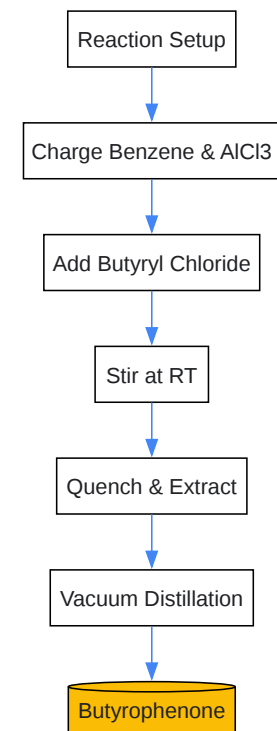 Reaction Setup
Charge Benzene & AlCl3
Add Butyryl Chloride
Stir at RT
Quench & Extract
Vacuum Distillation
Butyrophenone